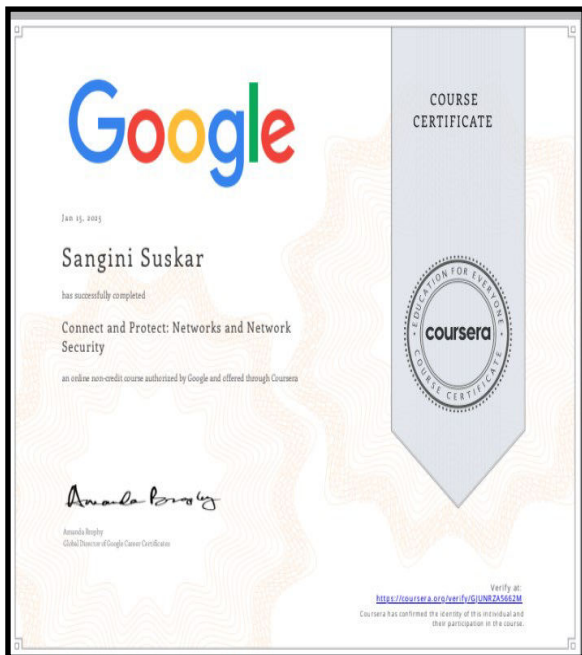 Google
COURSE
CERTIFICATE
Jan 15, 2025
Sangini Suskar
has successfully completed
Connect and Protect: Networks and Network
Security
an online non-credit course authorized by Google and offered through Coursera
EDUCATION FOR EVERYONE
coursera
COURSE CERTIFICATE
Amanda Brophy
Amanda Brophy
Global Director of Google Career Certificates
Verify at:
https://coursera.org/verify/GJUNRZA5662M
Coursera has confirmed the identity of this individual and
their participation in the course.